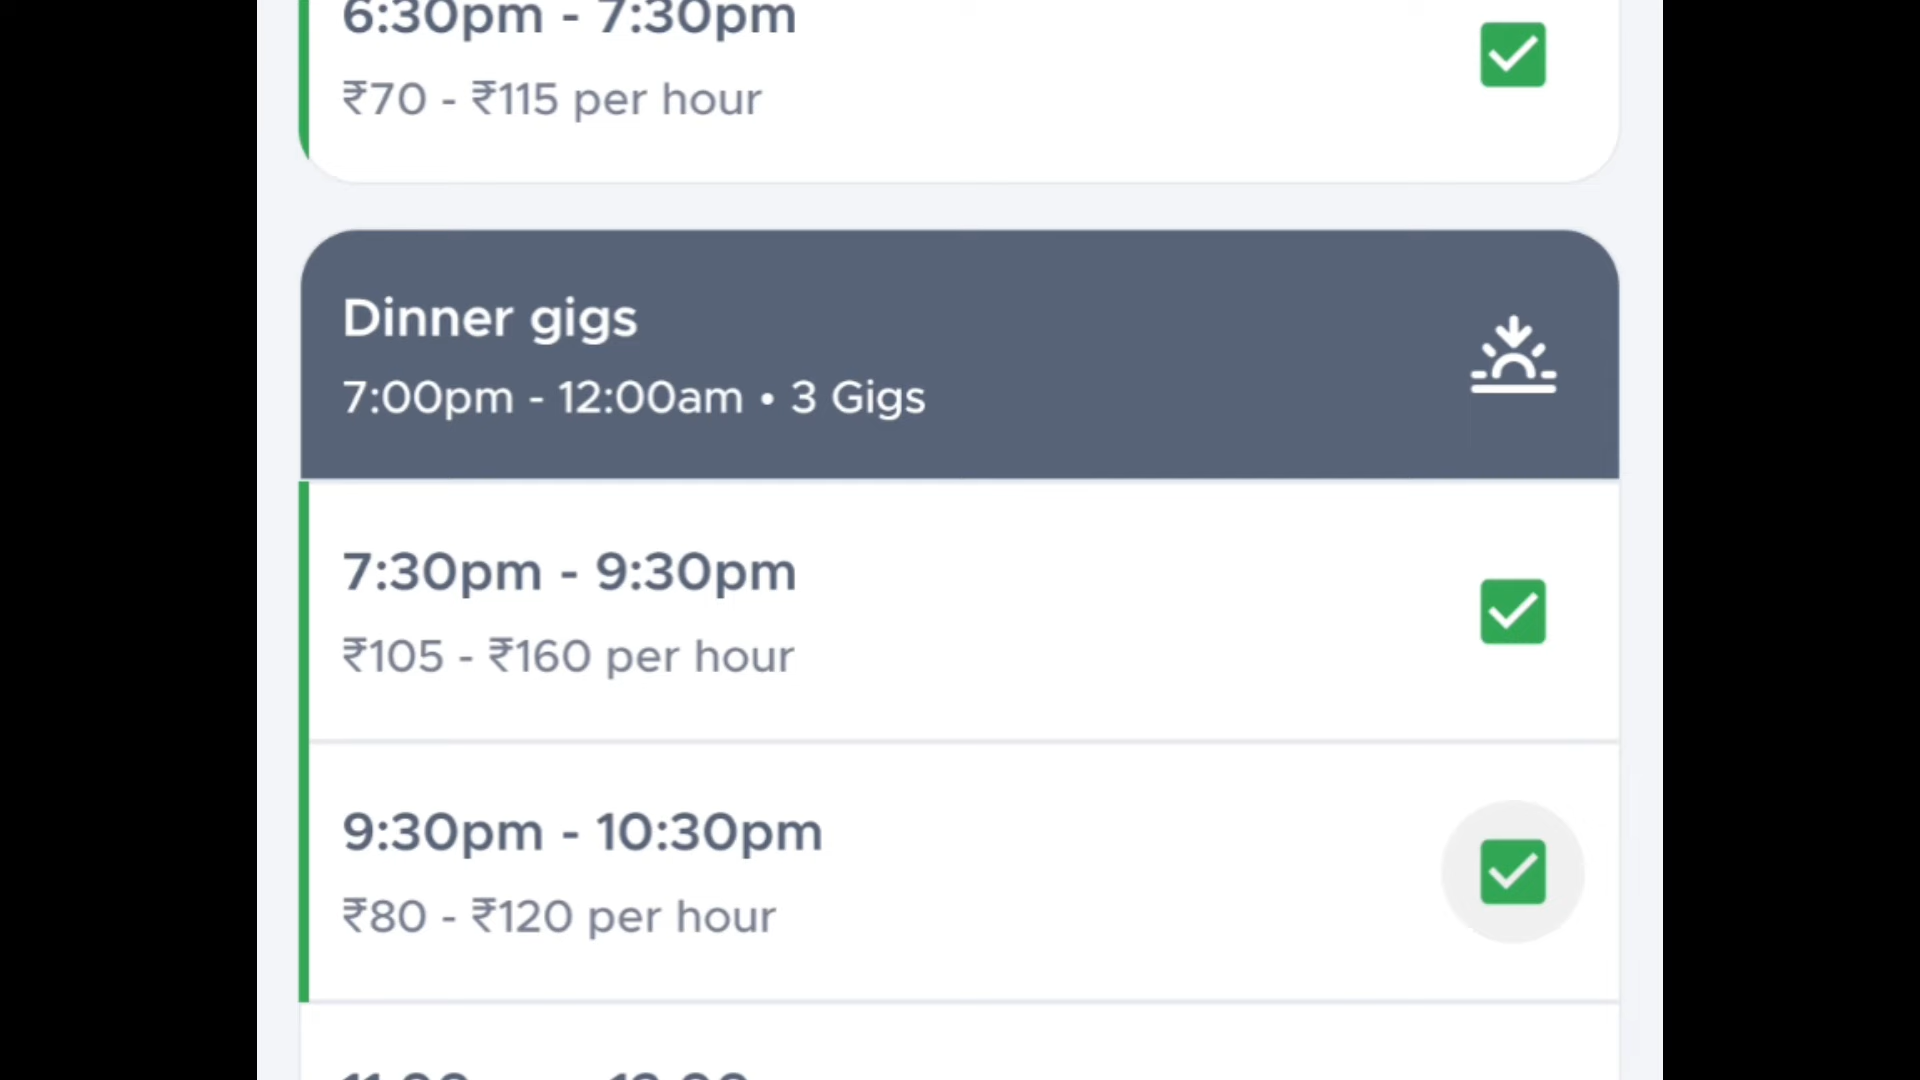 6:30pm - 7:30pm
₹70 - ₹115 per hour
Dinner gigs
7:00pm - 12:00am • 3 Gigs
7:30pm - 9:30pm
₹105 - ₹160 per hour
9:30pm - 10:30pm
₹80 - ₹120 per hour